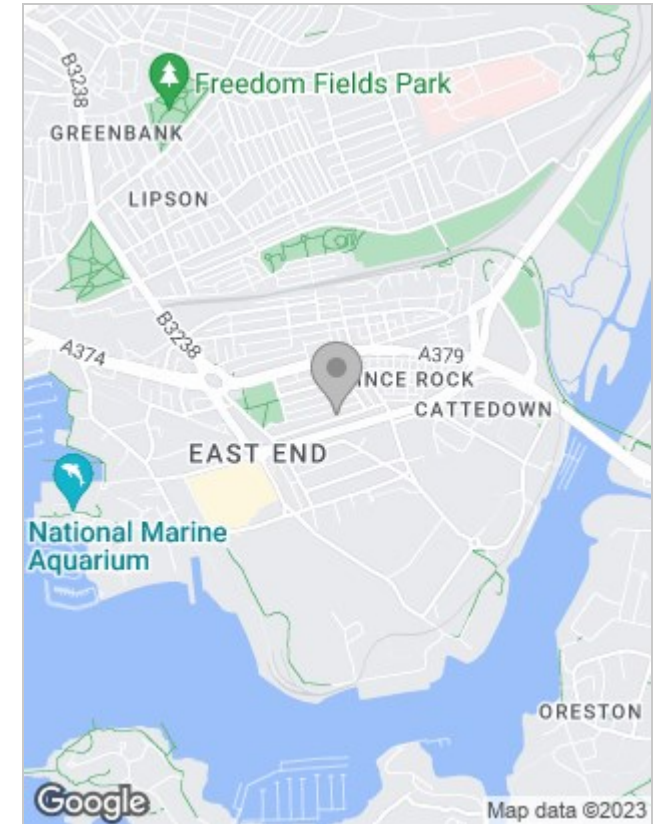 B3238
Freedom Fields Park
GREENBANK
LIPSON
B3238
A374
A379
INCE ROCK
CATTEDOWN
EAST END
National Marine
Aquarium
ORESTON
Google
Map data ©2023